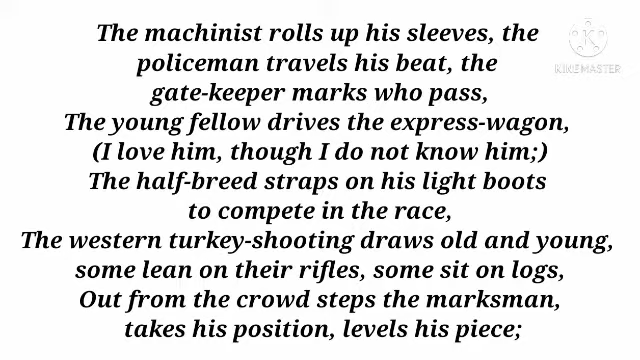 The machinist rolls up his sleeves, the
policeman travels his beat, the
gate-keeper marks who pass,
The young fellow drives the express-wagon,
(I love him, though I do not know him;)
The half-breed straps on his light boots
to compete in the race,
The western turkey-shooting draws old and young,
some lean on their rifles, some sit on logs,
Out from the crowd steps the marksman,
takes his position, levels his piece;
K
KINEMASTER